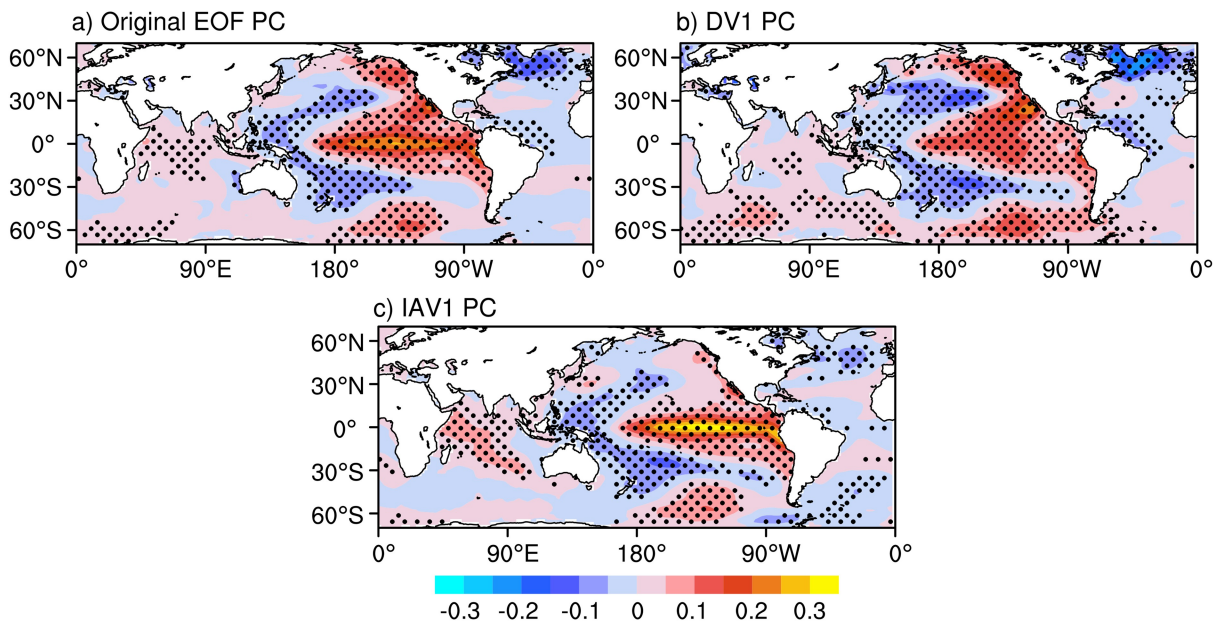 a) Original EOF PC
60°N
30°N
0°
30°S
60°S
0° 90°E 180° 90°W 0°
b) DV1 PC
60°N
30°N
0°
30°S
60°S
0° 90°E 180° 90°W 0°
c) IAV1 PC
60°N
30°N
0°
30°S
60°S
0° 90°E 180° 90°W 0°
-0.3 -0.2 -0.1 0 0.1 0.2 0.3